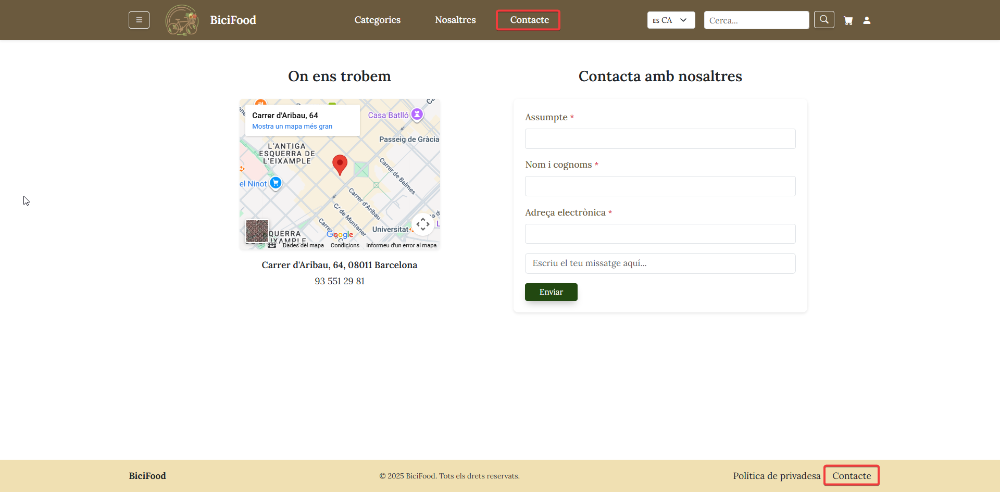 BiciFood
Categories
Nosaltres
Contacte
ES CA
Cerca...
On ens trobem
Carrer d'Aribau, 64
Mostra un mapa més gran
Casa Batlló
Passeig de Gràcia
L'ANTIGA
ESQUERRA DE
L'EIXAMPLE
el Ninot
Carrer de Balmes
Carrer d'Aribau
C/ de Muntaner
Universitat
QUERRA
Google
Dades del mapa
Condicions
Informeu d'un error al mapa
Carrer d'Aribau, 64, 08011 Barcelona
93 551 29 81
Contacta amb nosaltres
Assumpte *
Nom i cognoms *
Adreça electrònica *
Escriu el teu missatge aquí...
Enviar
BiciFood
© 2025 BiciFood. Tots els drets reservats.
Política de privadesa
Contacte